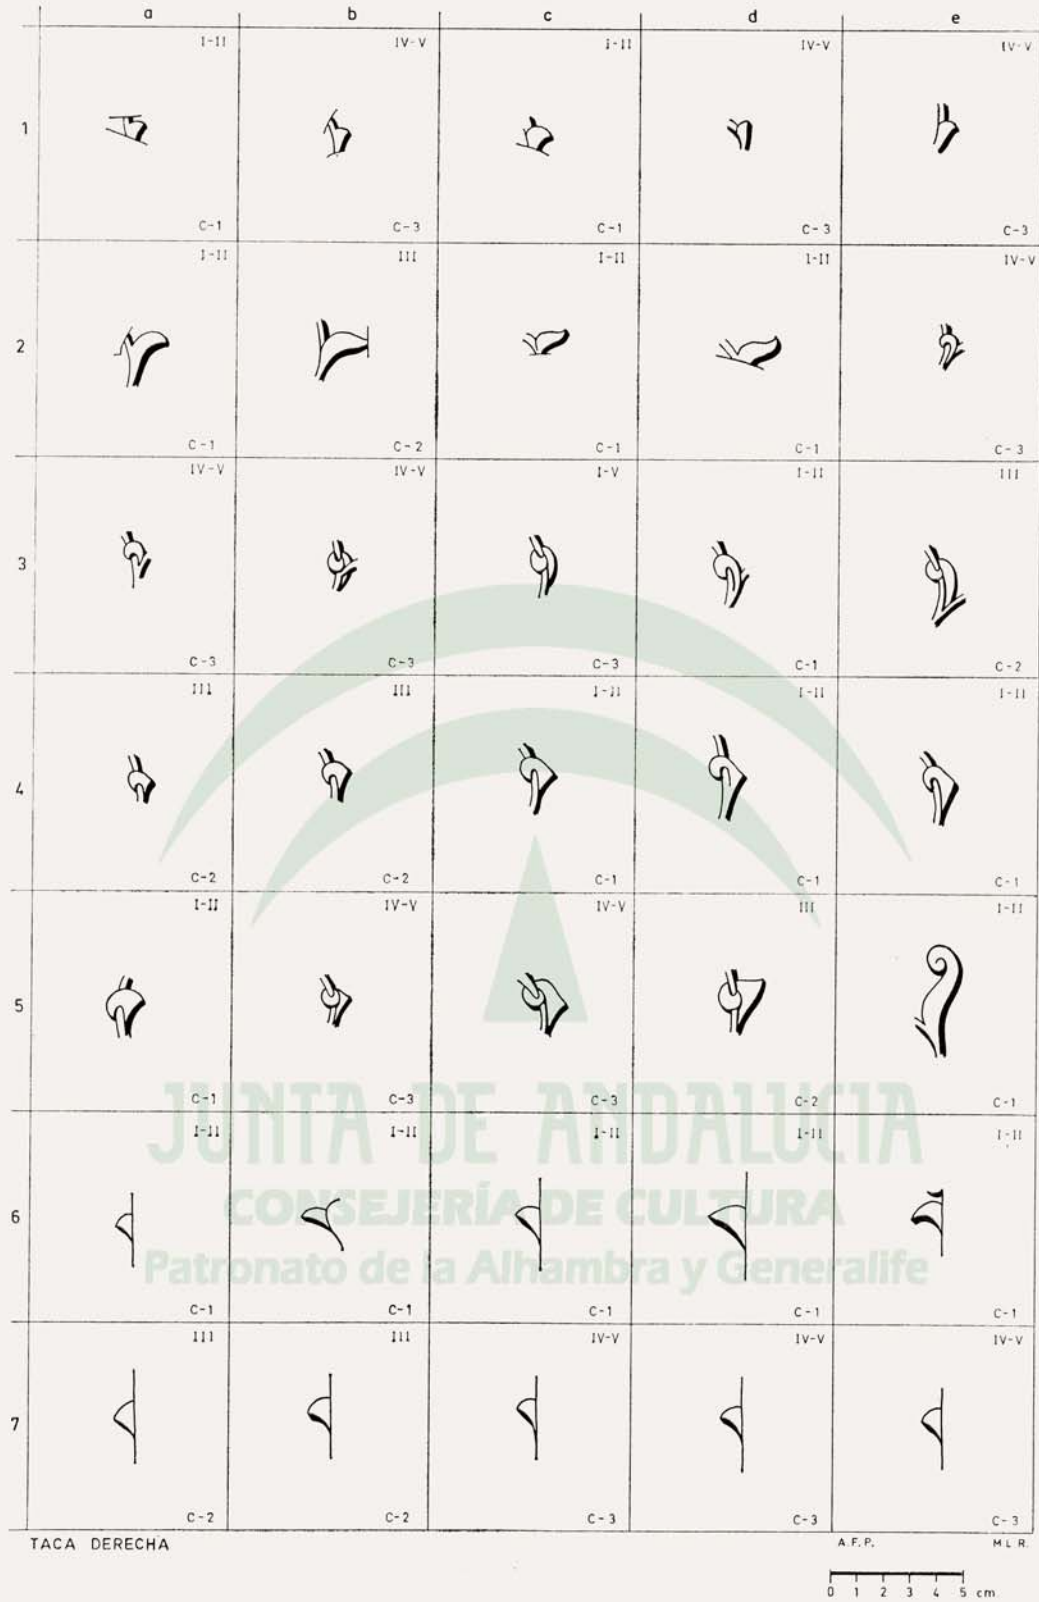 a b c d e
I-II IV-V I-II IV-V IV-V
1
C-1 C-3 C-1 C-3 C-3
I-II III I-II I-II IV-V
2
C-1 C-2 C-1 C-1 C-3
IV-V IV-V I-V I-II III
3
C-3 C-3 C-3 C-1 C-2
III III I-II I-II I-II
4
C-2 C-2 C-1 C-1 C-1
I-II IV-V IV-V III I-II
5
C-1 C-3 C-3 C-2 C-1
JUNTA DE ANDALUCIA
I-II I-II I-II I-II I-II
6
CONSEJERÍA DE CULTURA
Patronato de la Alhambra y Generalife
C-1 C-1 C-1 C-1 C-1
III III IV-V IV-V IV-V
7
C-2 C-2 C-3 C-3 C-3
TACA DERECHA A.F.P. M L R.
0 1 2 3 4 5 cm